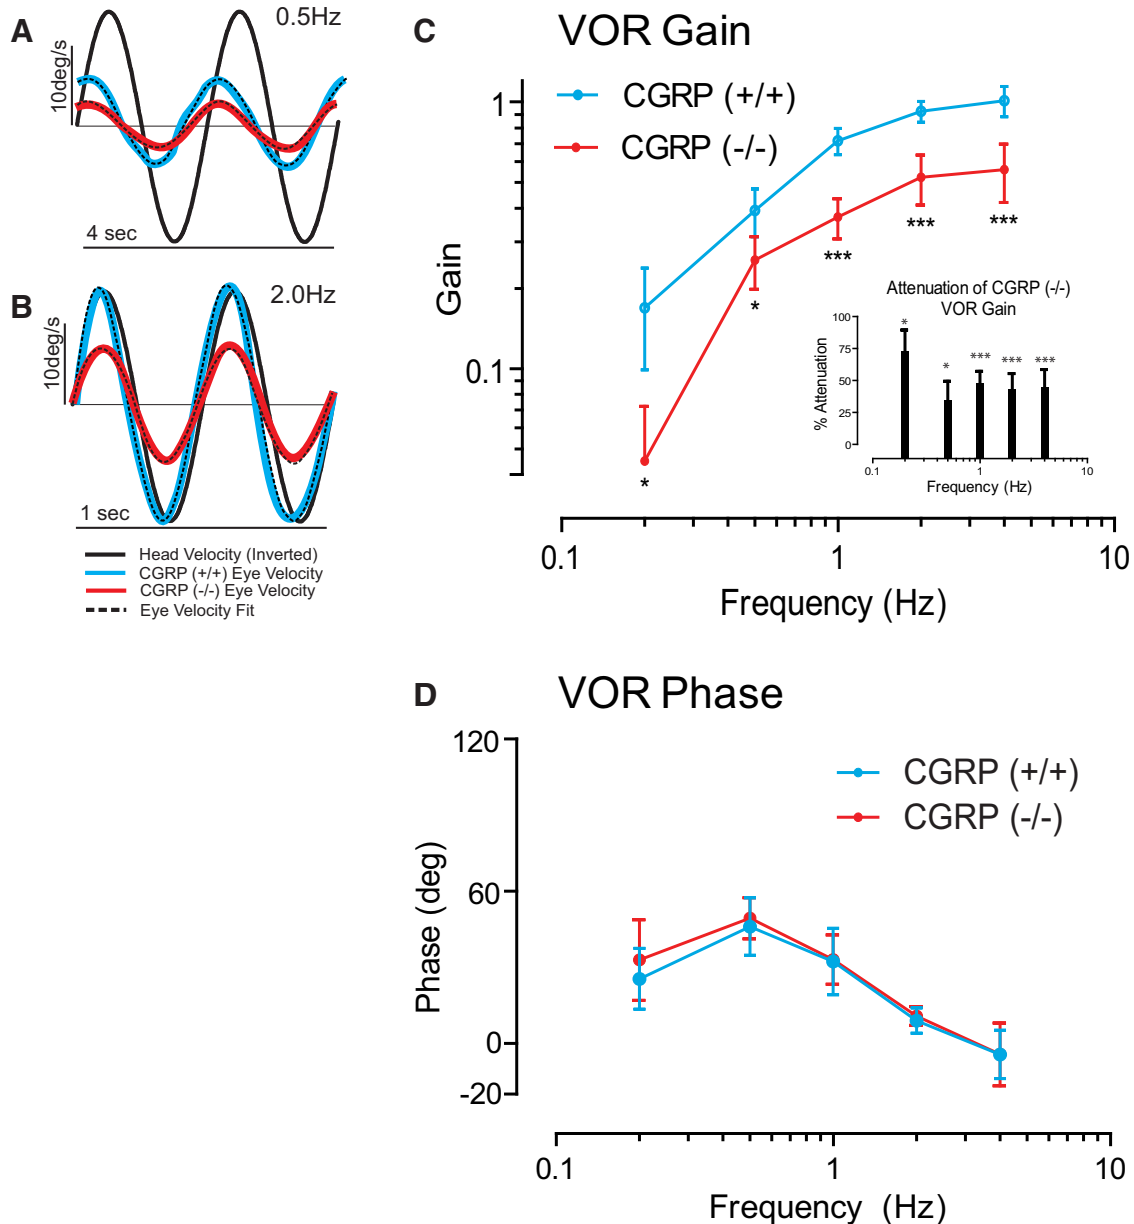 A
0.5Hz
10deg/s
4 sec
B
2.0Hz
10deg/s
1 sec
Head Velocity (Inverted)
CGRP (+/+) Eye Velocity
CGRP (-/-) Eye Velocity
Eye Velocity Fit
C
VOR Gain
CGRP (+/+)
CGRP (-/-)
Gain
1
0.1
*
*
***
***
***
0.1
1
10
Frequency (Hz)
Attenuation of CGRP (-/-)
VOR Gain
% Attenuation
100
75
50
25
0
*
*
***
***
***
0.1
1
10
Frequency (Hz)
D
VOR Phase
CGRP (+/+)
CGRP (-/-)
Phase (deg)
120
60
0
-20
0.1
1
10
Frequency (Hz)